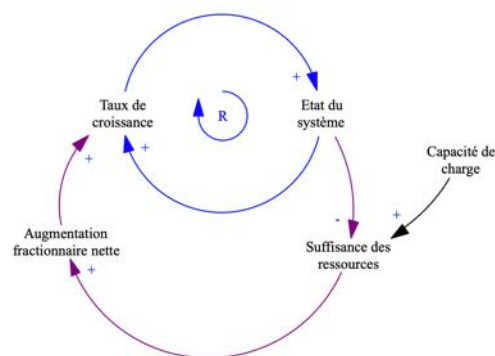 +
Taux de
croissance
R
Etat du
système
+
+
Capacité de
charge
-
+
Augmentation
fractionnaire nette
+
Suffisance des
ressources